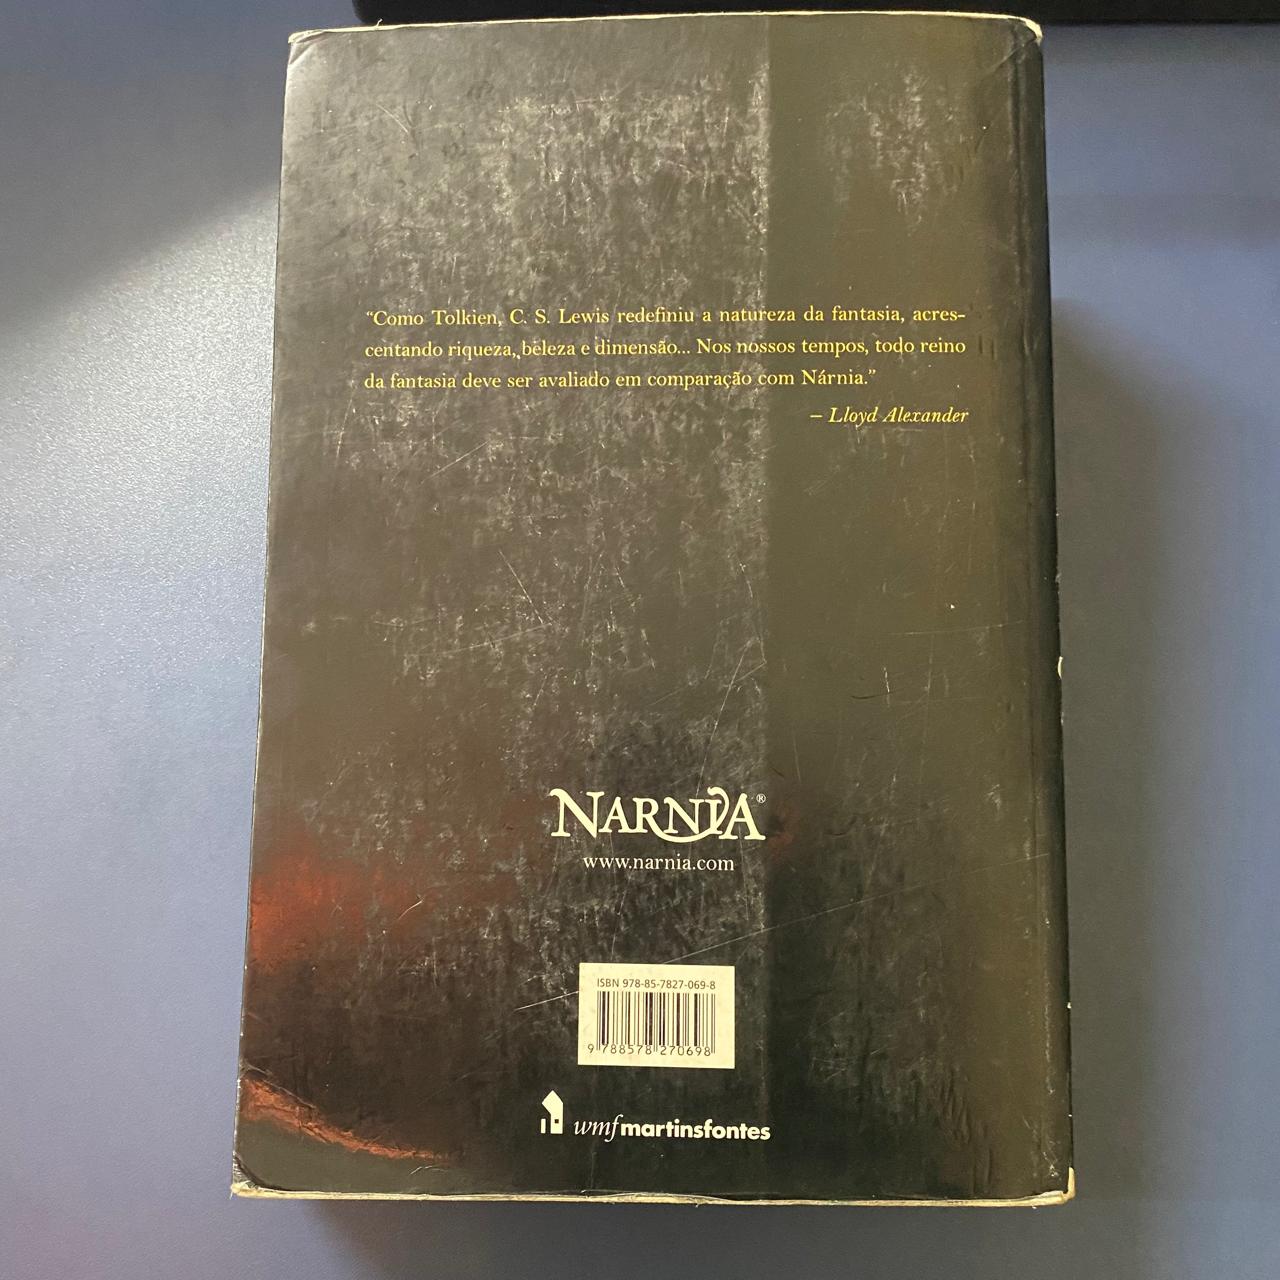 “Como Tolkien, C. S. Lewis redefiniu a natureza da fantasia, acres-
centando riqueza, beleza e dimensão... Nos nossos tempos, todo reino
da fantasia deve ser avaliado em comparação com Nárnia.”
– Lloyd Alexander
NARNIA®
www.narnia.com
ISBN 978-85-7827-069-8
9 788578 270698
wmfmartinsfontes